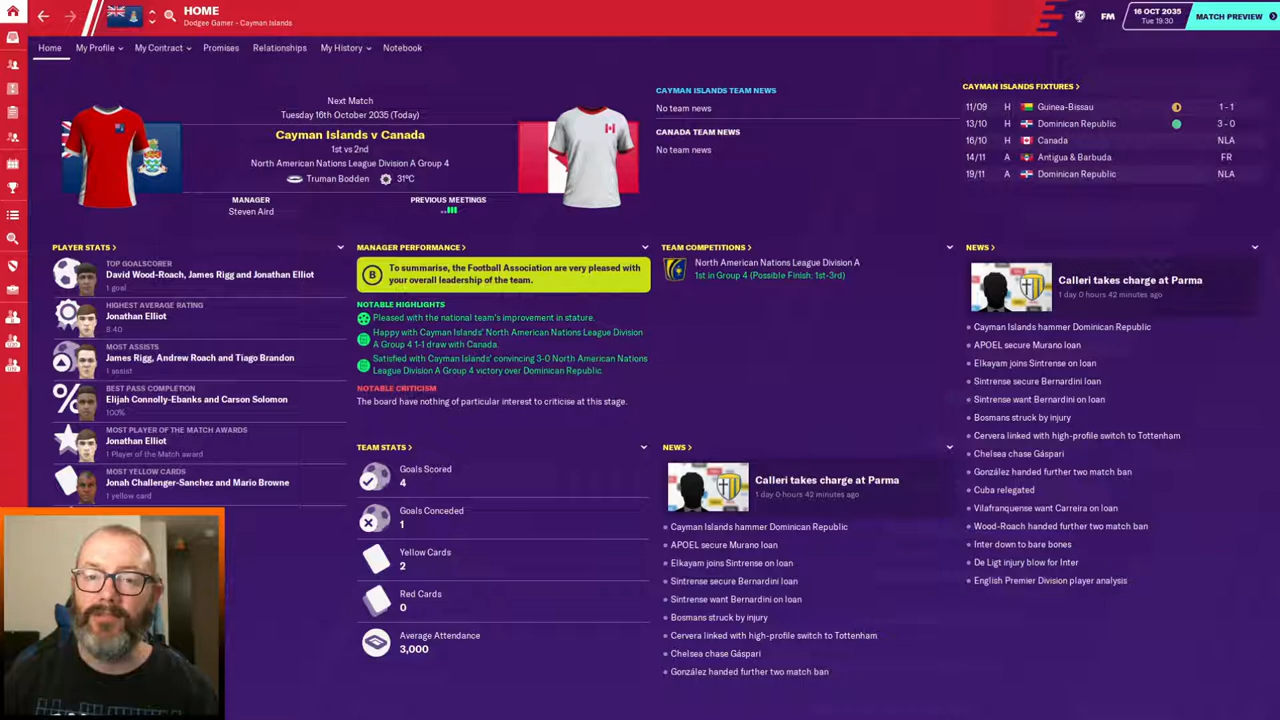 HOME
Dodgee Gamer - Cayman Islands
FM
16 OCT 2035
Tue 19:30
MATCH PREVIEW
Home
My Profile
My Contract
Promises
Relationships
My History
Notebook
Next Match
Tuesday 16th October 2035 (Today)
Cayman Islands v Canada
1st vs 2nd
North American Nations League Division A Group 4
Truman Bodden 31°C
MANAGER
Steven Aird
PREVIOUS MEETINGS
CAYMAN ISLANDS TEAM NEWS
No team news
CANADA TEAM NEWS
No team news
CAYMAN ISLANDS FIXTURES >
11/09 H Guinea-Bissau 1 - 1
13/10 H Dominican Republic 3 - 0
16/10 H Canada NLA
14/11 A Antigua & Barbuda FR
19/11 A Dominican Republic NLA
PLAYER STATS >
TOP GOALSCORER
David Wood-Roach, James Rigg and Jonathan Elliot
1 goal
HIGHEST AVERAGE RATING
Jonathan Elliot
8.40
MOST ASSISTS
James Rigg, Andrew Roach and Tiago Brandon
1 assist
BEST PASS COMPLETION
Elijah Connolly-Ebanks and Carson Solomon
100%
MOST PLAYER OF THE MATCH AWARDS
Jonathan Elliot
1 Player of the Match award
MOST YELLOW CARDS
Jonah Challenger-Sanchez and Mario Browne
1 yellow card
MANAGER PERFORMANCE >
B
To summarise, the Football Association are very pleased with
your overall leadership of the team.
NOTABLE HIGHLIGHTS
Pleased with the national team's improvement in stature.
Happy with Cayman Islands' North American Nations League Division
A Group 4 1-1 draw with Canada.
Satisfied with Cayman Islands' convincing 3-0 North American Nations
League Division A Group 4 victory over Dominican Republic.
NOTABLE CRITICISM
The board have nothing of particular interest to criticise at this stage.
TEAM STATS >
Goals Scored
4
Goals Conceded
1
Yellow Cards
2
Red Cards
0
Average Attendance
3,000
TEAM COMPETITIONS >
North American Nations League Division A
1st in Group 4 (Possible Finish: 1st-3rd)
NEWS >
Calleri takes charge at Parma
1 day 0 hours 42 minutes ago
Cayman Islands hammer Dominican Republic
APOEL secure Murano loan
Elkayam joins Sintrense on loan
Sintrense secure Bernardini loan
Sintrense want Bernardini on loan
Bosmans struck by injury
Cervera linked with high-profile switch to Tottenham
Chelsea chase Gáspári
González handed further two match ban
NEWS >
Calleri takes charge at Parma
1 day 0 hours 42 minutes ago
Cayman Islands hammer Dominican Republic
APOEL secure Murano loan
Elkayam joins Sintrense on loan
Sintrense secure Bernardini loan
Sintrense want Bernardini on loan
Bosmans struck by injury
Cervera linked with high-profile switch to Tottenham
Chelsea chase Gáspári
González handed further two match ban
Cuba relegated
Vilafranquense want Carreira on loan
Wood-Roach handed further two match ban
Inter down to bare bones
De Ligt injury blow for Inter
English Premier Division player analysis